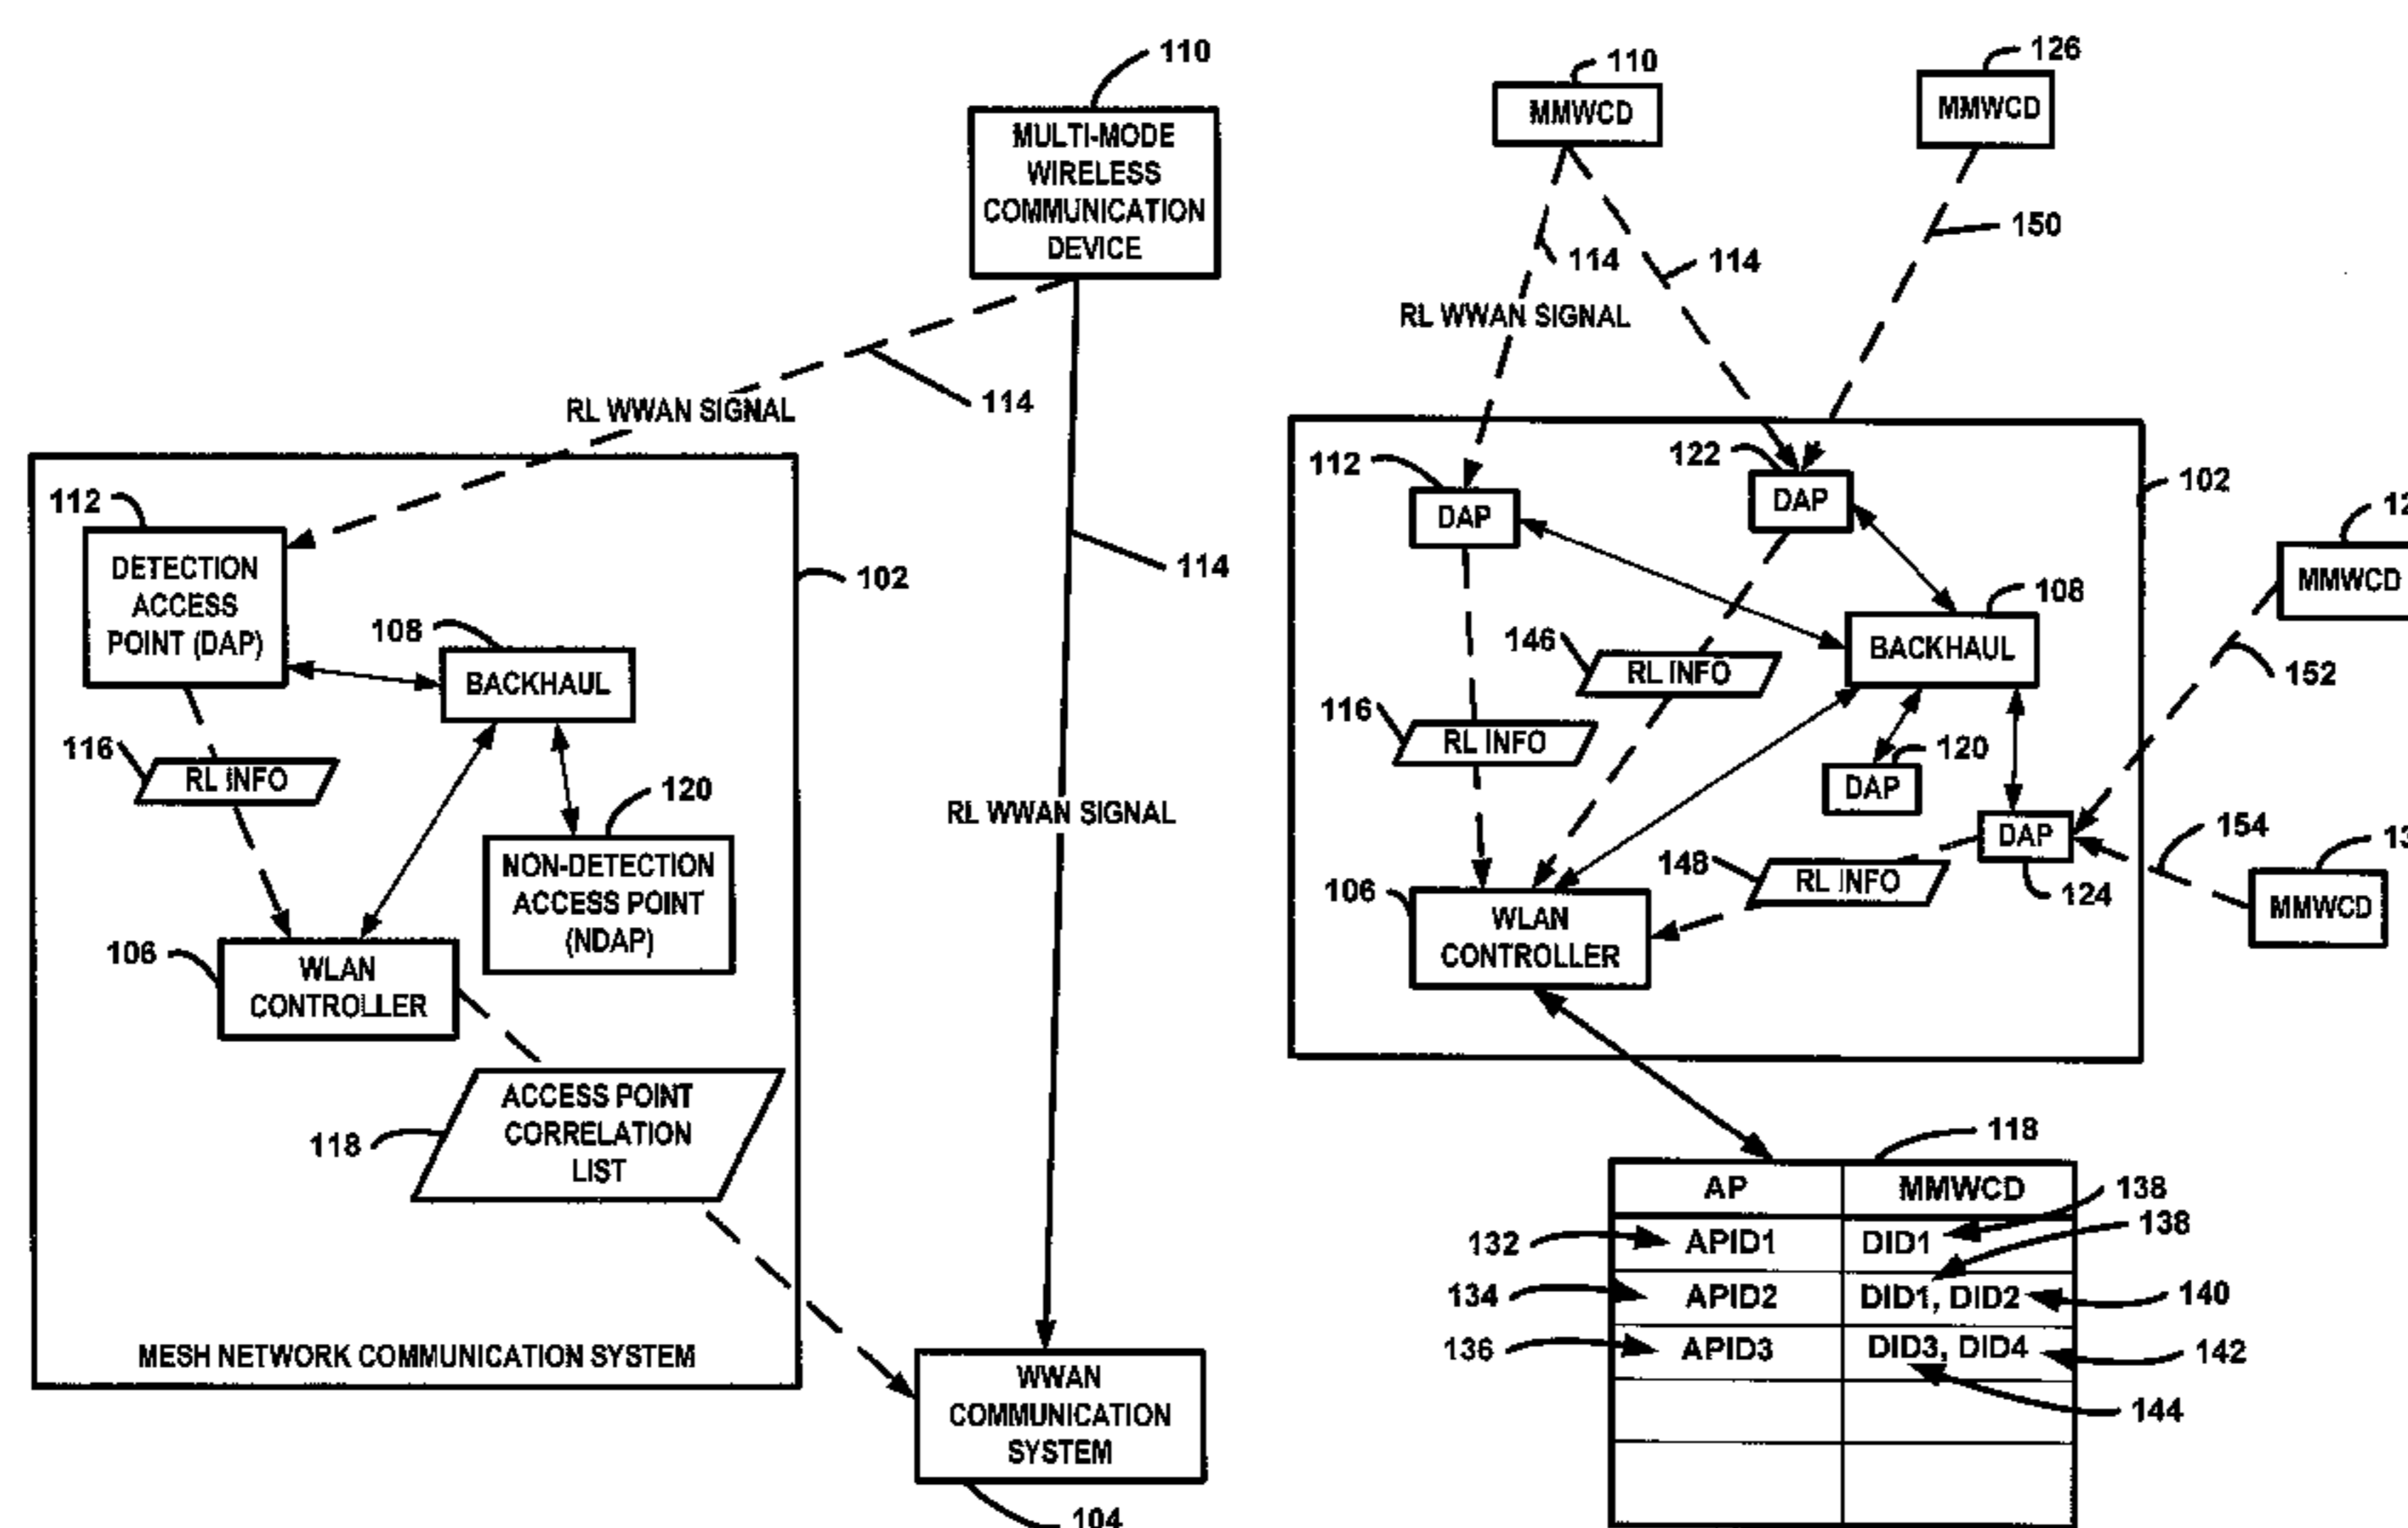 110
MULTI-MODE
WIRELESS
COMMUNICATION
DEVICE
RL WWAN SIGNAL
114
114
112
DETECTION
ACCESS
POINT (DAP)
102
108
BACKHAUL
116
RL INFO
120
NON-DETECTION
ACCESS POINT
(NDAP)
RL WWAN SIGNAL
106
WLAN
CONTROLLER
ACCESS POINT
CORRELATION
LIST
118
MESH NETWORK COMMUNICATION SYSTEM
WWAN
COMMUNICATION
SYSTEM
104
110
MMWCD
126
MMWCD
150
114
114
RL WWAN SIGNAL
112
DAP
122
DAP
102
MMWCD
108
BACKHAUL
146
RL INFO
152
116
RL INFO
120
DAP
DAP
154
124
148
RL INFO
MMWCD
106
WLAN
CONTROLLER
118
AP MMWCD
138
138
132 APID1 DID1
134 APID2 DID1, DID2 140
136 APID3 DID3, DID4 142
144